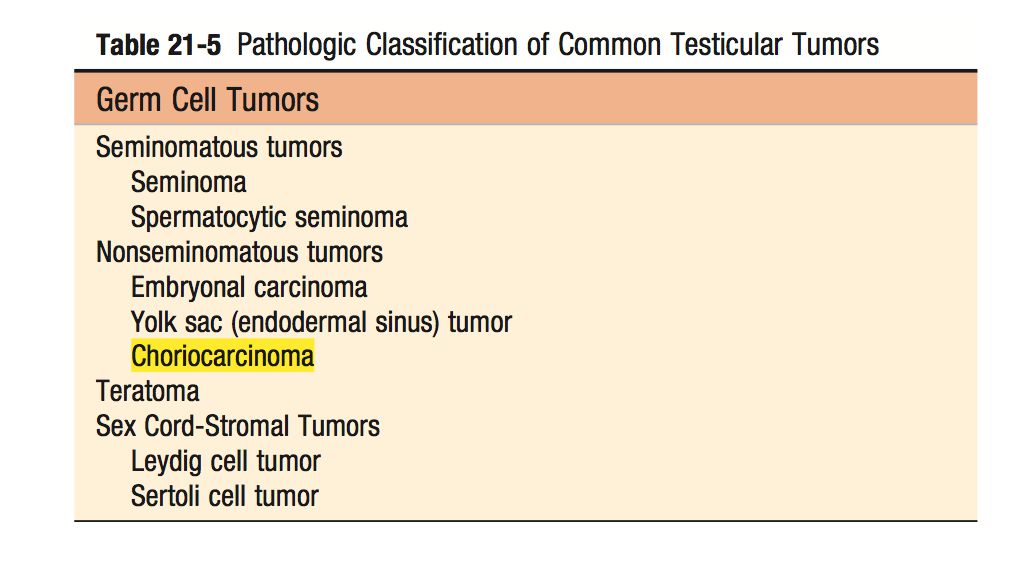 Table 21-5 Pathologic Classification of Common Testicular Tumors
Germ Cell Tumors
Seminomatous tumors
Seminoma
Spermatocytic seminoma
Nonseminomatous tumors
Embryonal carcinoma
Yolk sac (endodermal sinus) tumor
Choriocarcinoma
Teratoma
Sex Cord-Stromal Tumors
Leydig cell tumor
Sertoli cell tumor